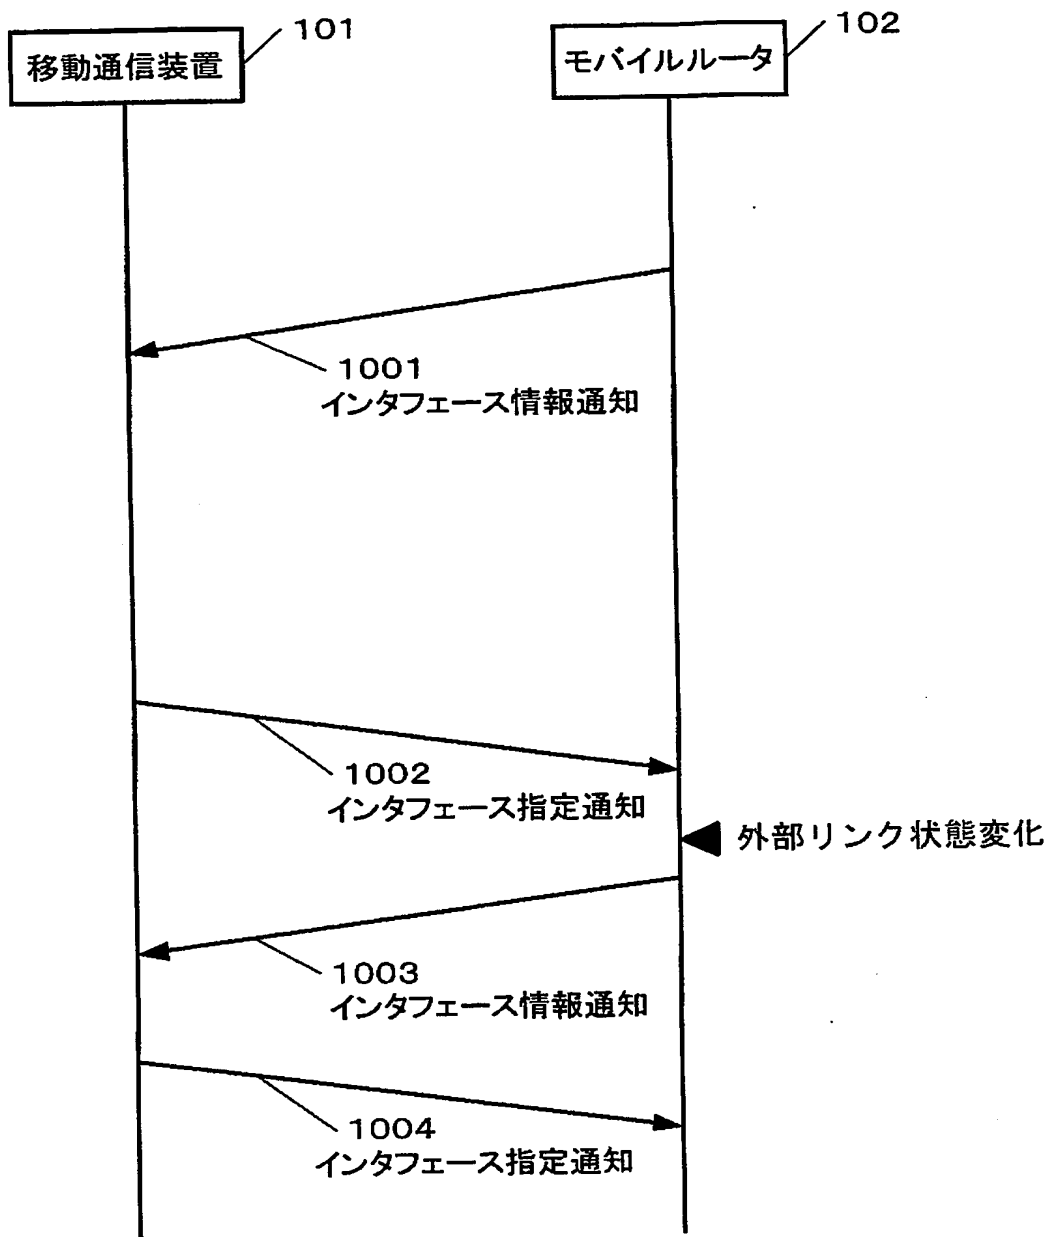 101
102
移動通信装置
モバイルルータ
1001
インタフェース情報通知
1002
インタフェース指定通知
外部リンク状態変化
1003
インタフェース情報通知
1004
インタフェース指定通知